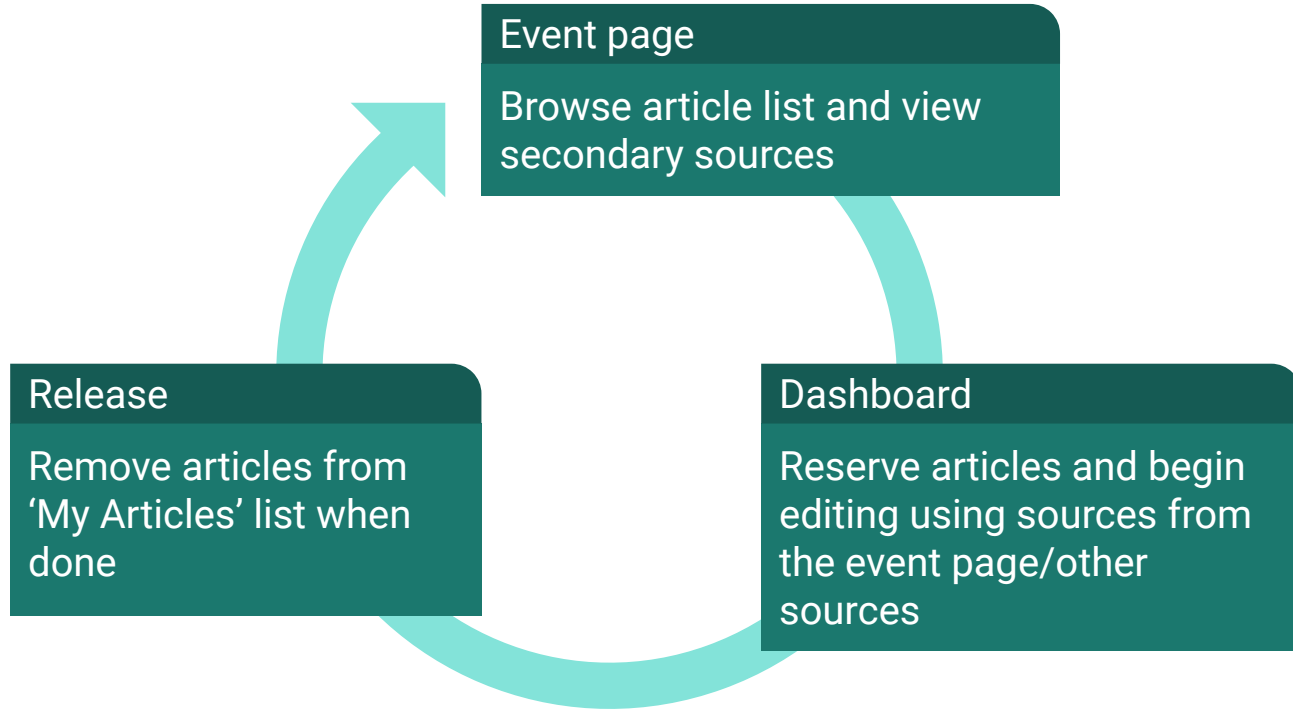 Event page
Browse article list and view
secondary sources
Release
Remove articles from
‘My Articles’ list when
done
Dashboard
Reserve articles and begin
editing using sources from
the event page/other
sources